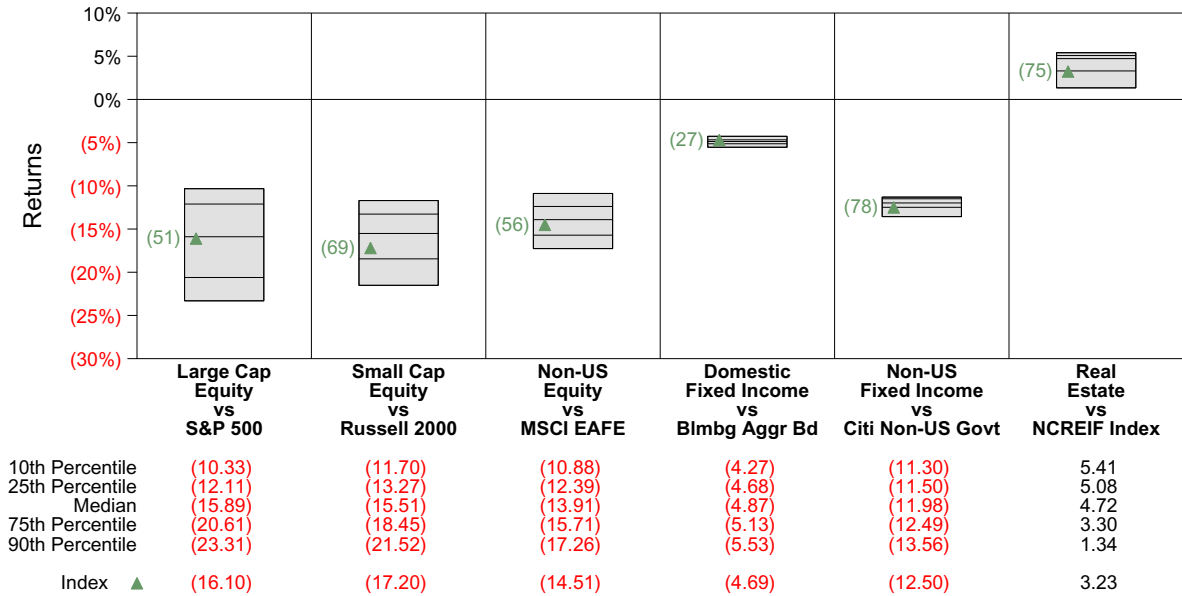 10%
5%
0%
(5%)
(10%)
(15%)
(20%)
(25%)
(30%)
Returns
(51)
(69)
(56)
(27)
(78)
(75)
Large Cap
Equity
vs
S&P 500
Small Cap
Equity
vs
Russell 2000
Non-US
Equity
vs
MSCI EAFE
Domestic
Fixed Income
vs
Blmbg Aggr Bd
Non-US
Fixed Income
vs
Citi Non-US Govt
Real
Estate
vs
NCREIF Index
10th Percentile (10.33) (11.70) (10.88) (4.27) (11.30) 5.41
25th Percentile (12.11) (13.27) (12.39) (4.68) (11.50) 5.08
Median (15.89) (15.51) (13.91) (4.87) (11.98) 4.72
75th Percentile (20.61) (18.45) (15.71) (5.13) (12.49) 3.30
90th Percentile (23.31) (21.52) (17.26) (5.53) (13.56) 1.34
Index (16.10) (17.20) (14.51) (4.69) (12.50) 3.23